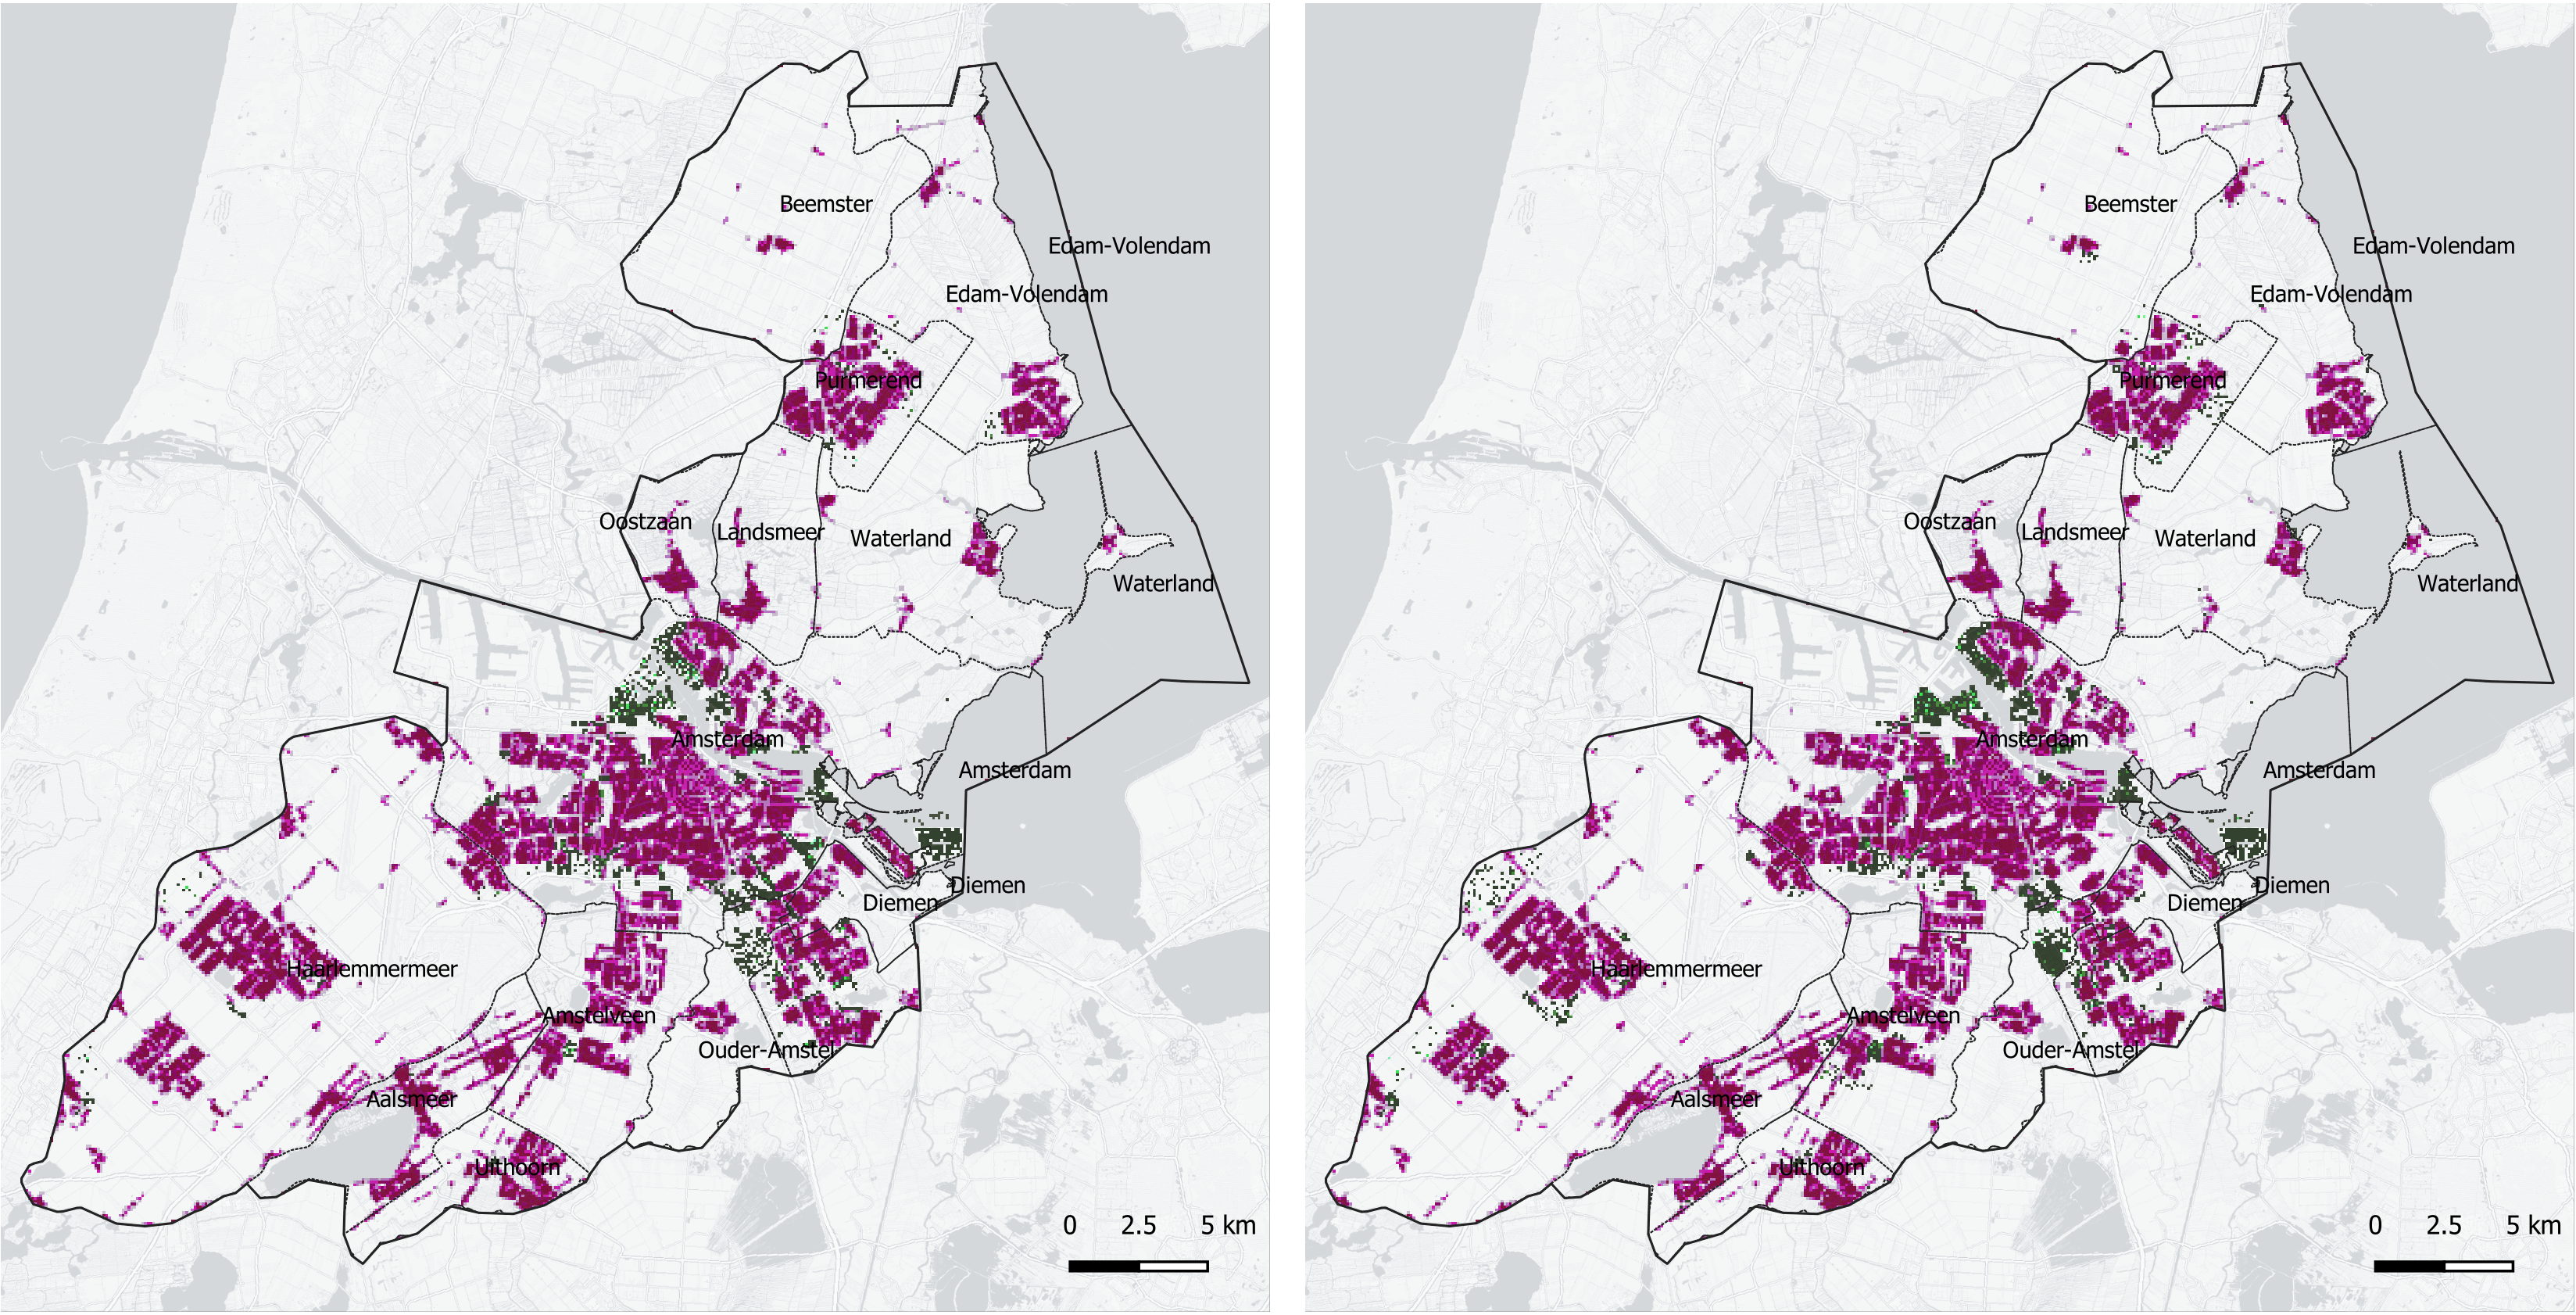 Beemster
Edam-Volendam
Edam-Volendam
Purmerend
Oostzaan
Landsmeer
Waterland
Waterland
Amsterdam
Amsterdam
Diemen
Diemen
Haarlemmermeer
Amstelveen
Ouder-Amstel
Aalsmeer
Uithoorn
0 2.5 5 km
Beemster
Edam-Volendam
Edam-Volendam
Purmerend
Oostzaan
Landsmeer
Waterland
Waterland
Amsterdam
Amsterdam
Diemen
Diemen
Haarlemmermeer
Amstelveen
Ouder-Amstel
Aalsmeer
Uithoorn
0 2.5 5 km